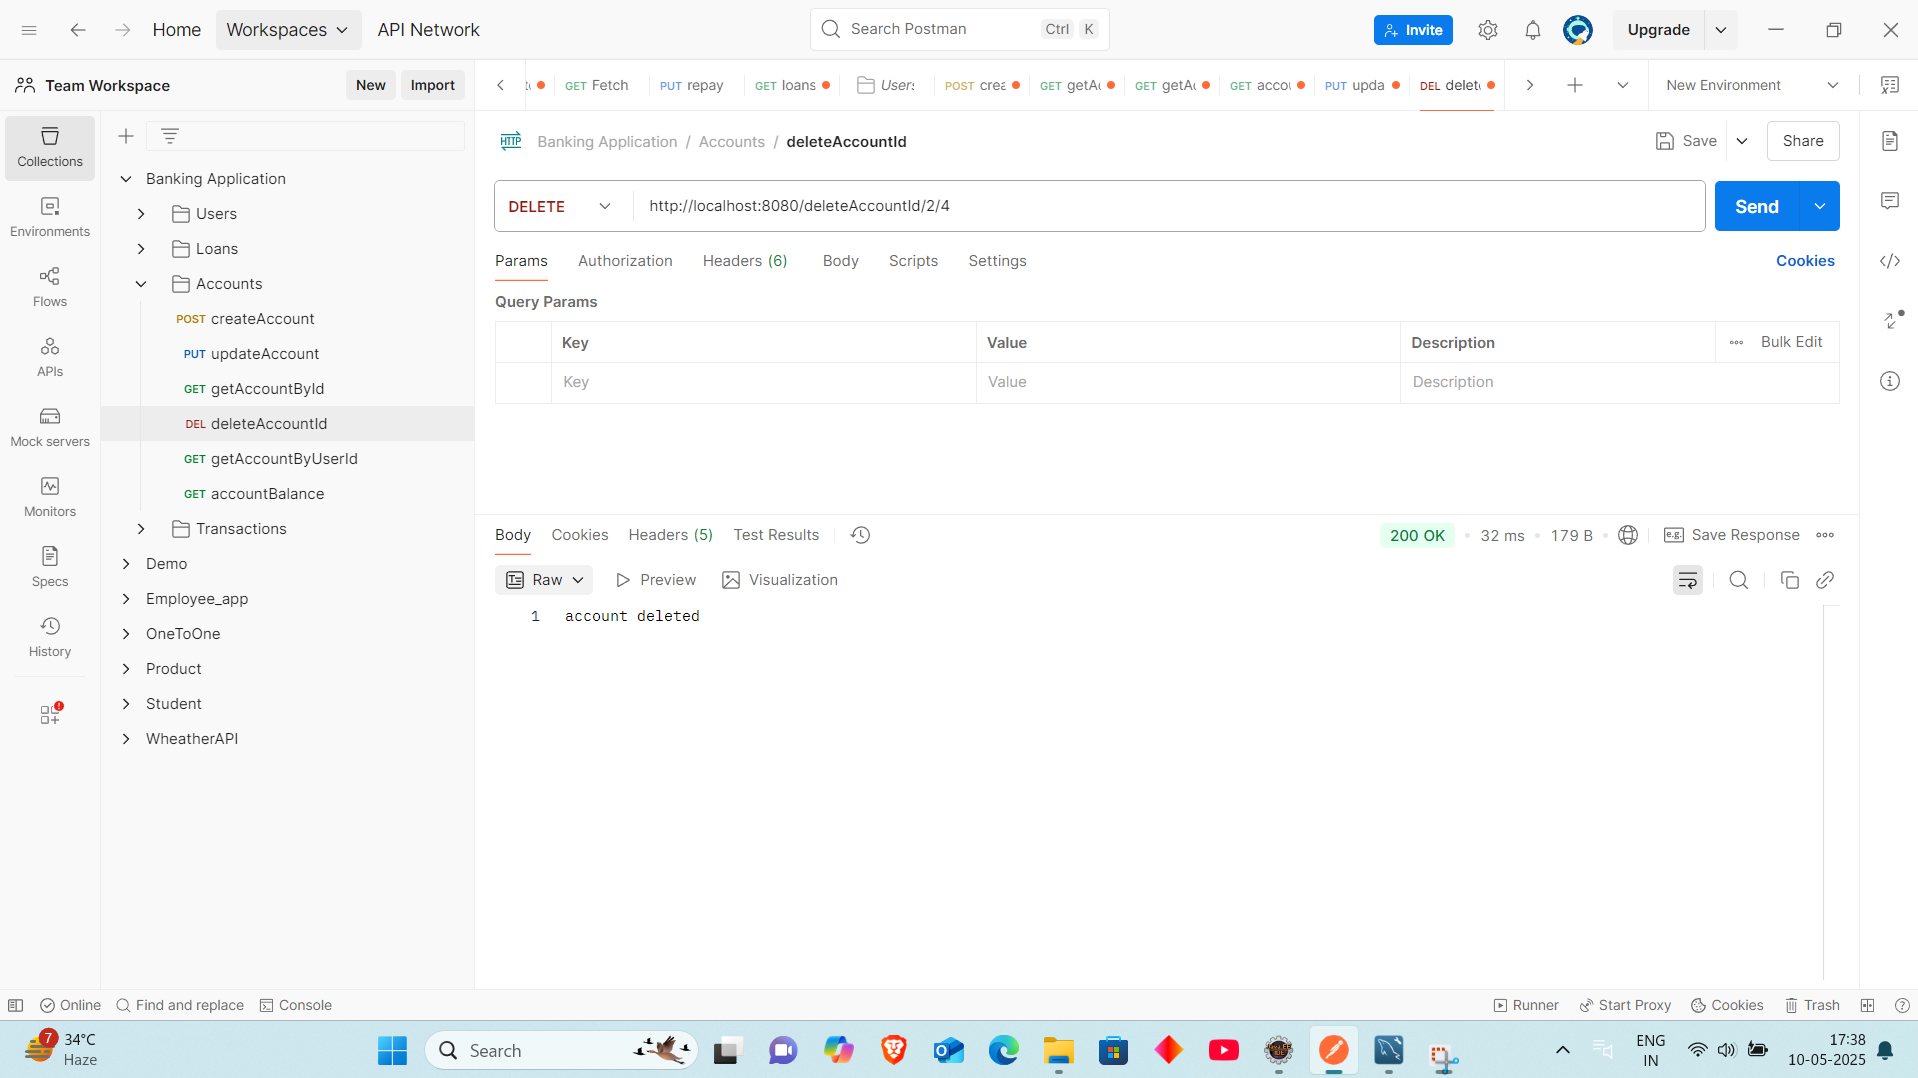 Home
Workspaces
API Network
Search Postman
Ctrl K
Invite
Upgrade
Team Workspace
New
Import
GET Fetch
PUT repay
GET loans
Users
POST crea
GET getAc
GET getAc
GET accou
PUT upda
DEL delet
New Environment
Collections
Environments
Flows
APIs
Mock servers
Monitors
Specs
History
Banking Application
Users
Loans
Accounts
POST createAccount
PUT updateAccount
GET getAccountById
DEL deleteAccountId
GET getAccountByUserId
GET accountBalance
Transactions
Demo
Employee_app
OneToOne
Product
Student
WheatherAPI
HTTP Banking Application / Accounts / deleteAccountId
Save
Share
DELETE http://localhost:8080/deleteAccountId/2/4
Send
Params Authorization Headers (6) Body Scripts Settings
Cookies
Query Params
Key Value Description Bulk Edit
Key Value Description
Body Cookies Headers (5) Test Results
200 OK 32 ms 179 B e.g. Save Response
Raw Preview Visualization
1 account deleted
Online Find and replace Console
Runner Start Proxy Cookies Trash
7
34°C
Haze
Search
ENG
IN
17:38
10-05-2025